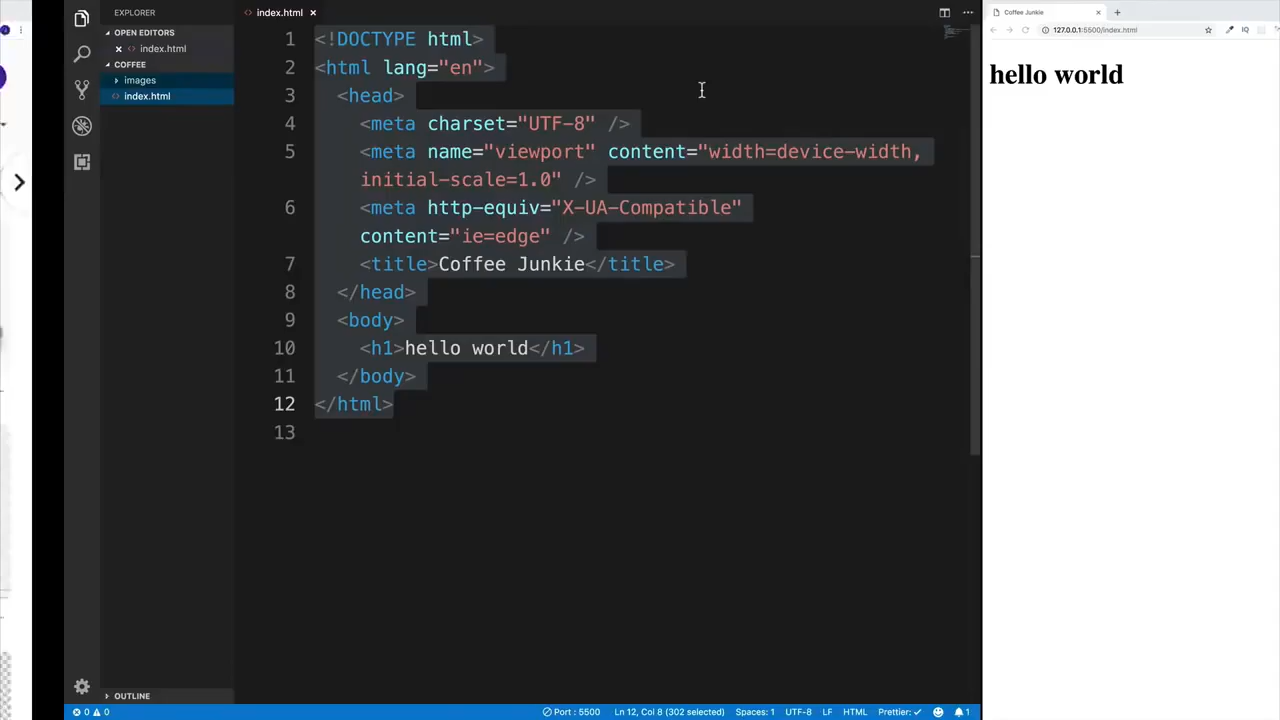 EXPLORER
OPEN EDITORS
index.html
COFFEE
images
index.html
OUTLINE
index.html
1 <!DOCTYPE html>
2 <html lang="en">
3 <head>
4 <meta charset="UTF-8" />
5 <meta name="viewport" content="width=device-width,
initial-scale=1.0" />
6 <meta http-equiv="X-UA-Compatible"
content="ie=edge" />
7 <title>Coffee Junkie</title>
8 </head>
9 <body>
10 <h1>hello world</h1>
11 </body>
12 </html>
13
0 0
Port : 5500
Ln 12, Col 8 (302 selected)
Spaces: 1
UTF-8
LF
HTML
Prettier: ✓
1
Coffee Junkie
127.0.0.1:5500/index.html
IQ
hello world